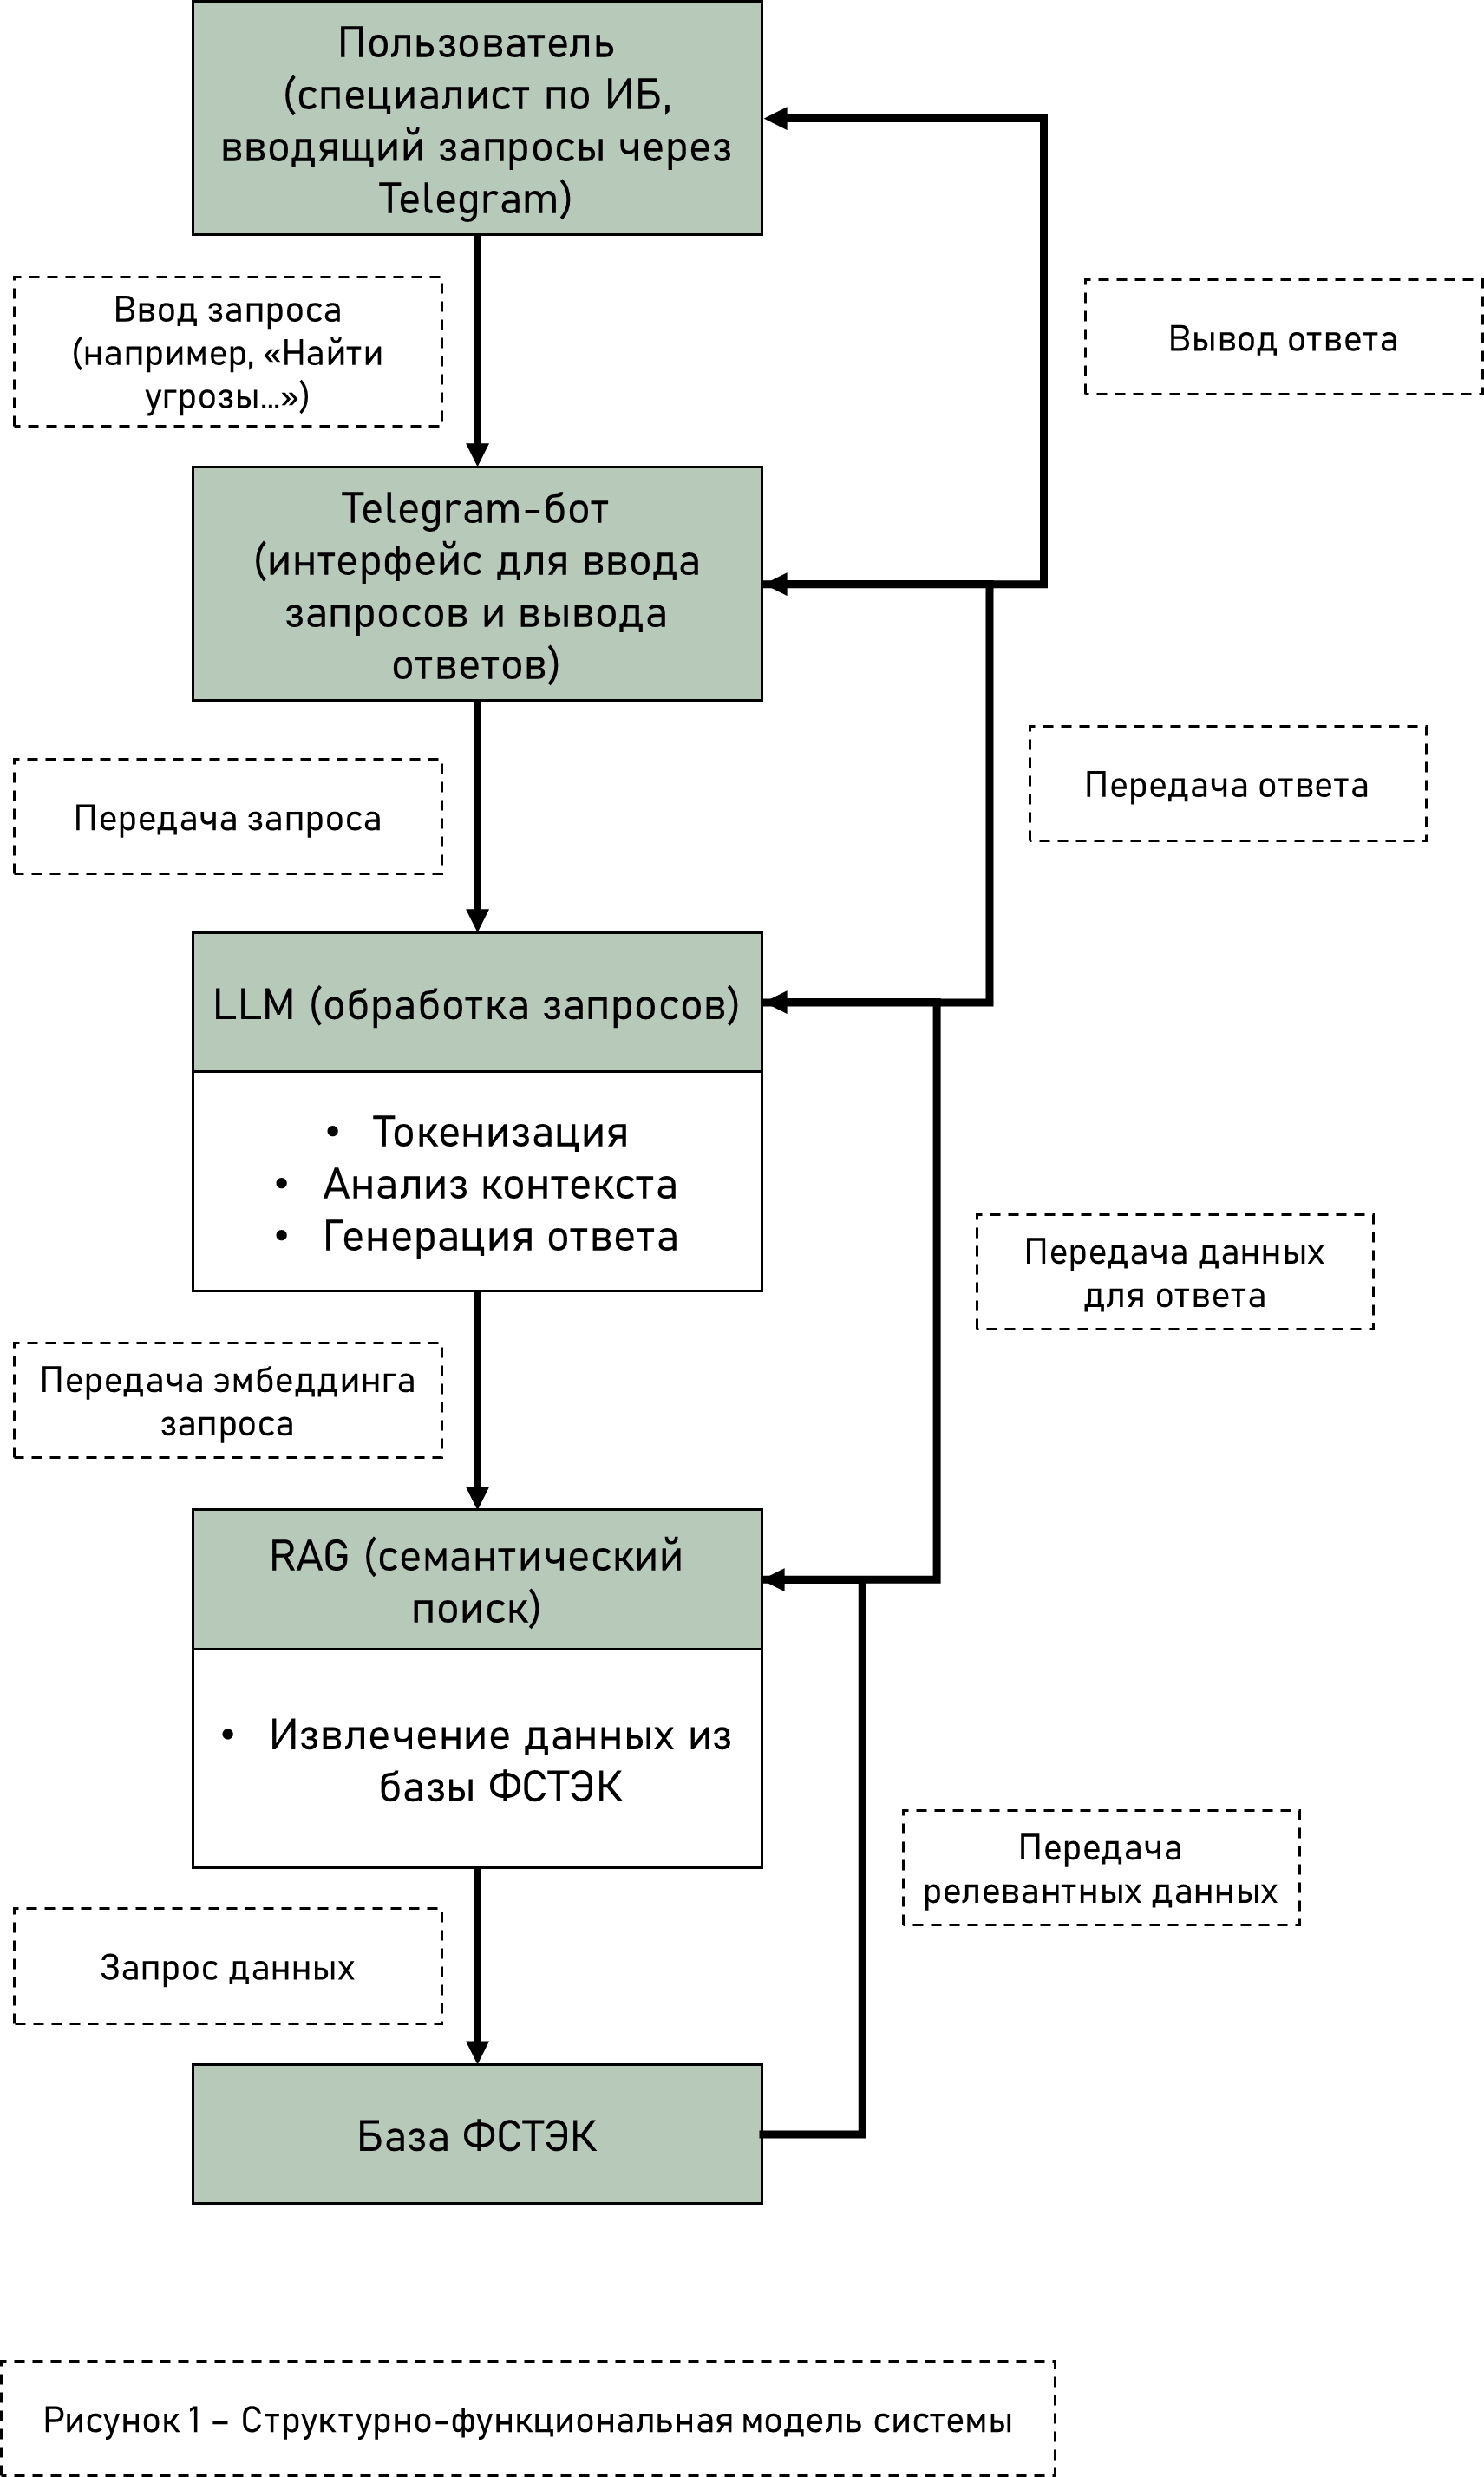 Пользователь
(специалист по ИБ,
вводящий запросы через
Telegram)
Ввод запроса
(например, «Найти
угрозы...»)
Вывод ответа
Telegram-бот
(интерфейс для ввода
запросов и вывода
ответов)
Передача запроса
Передача ответа
LLM (обработка запросов)
• Токенизация
• Анализ контекста
• Генерация ответа
Передача данных
для ответа
Передача эмбеддинга
запроса
RAG (семантический
поиск)
• Извлечение данных из
базы ФСТЭК
Передача
релевантных данных
Запрос данных
База ФСТЭК
Рисунок 1 – Структурно-функциональная модель системы